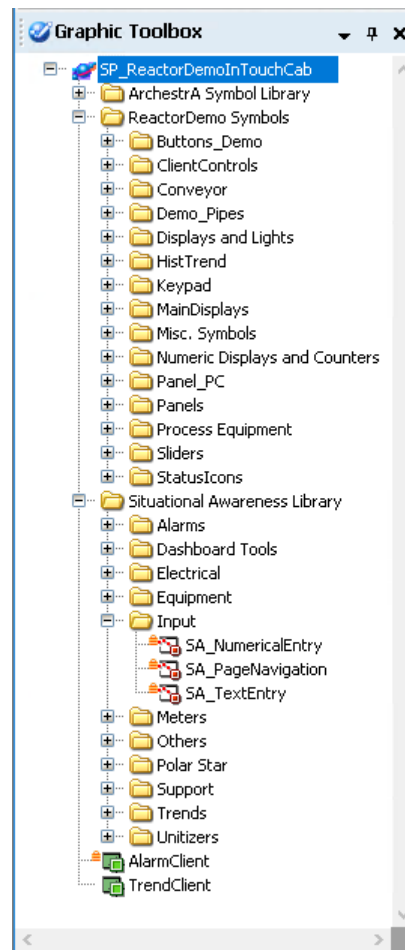 Graphic Toolbox
SP_ReactorDemoInTouchCab
ArchestrA Symbol Library
ReactorDemo Symbols
Buttons_Demo
ClientControls
Conveyor
Demo_Pipes
Displays and Lights
HistTrend
Keypad
MainDisplays
Misc. Symbols
Numeric Displays and Counters
Panel_PC
Panels
Process Equipment
Sliders
StatusIcons
Situational Awareness Library
Alarms
Dashboard Tools
Electrical
Equipment
Input
SA_NumericalEntry
SA_PageNavigation
SA_TextEntry
Meters
Others
Polar Star
Support
Trends
Unitizers
AlarmClient
TrendClient